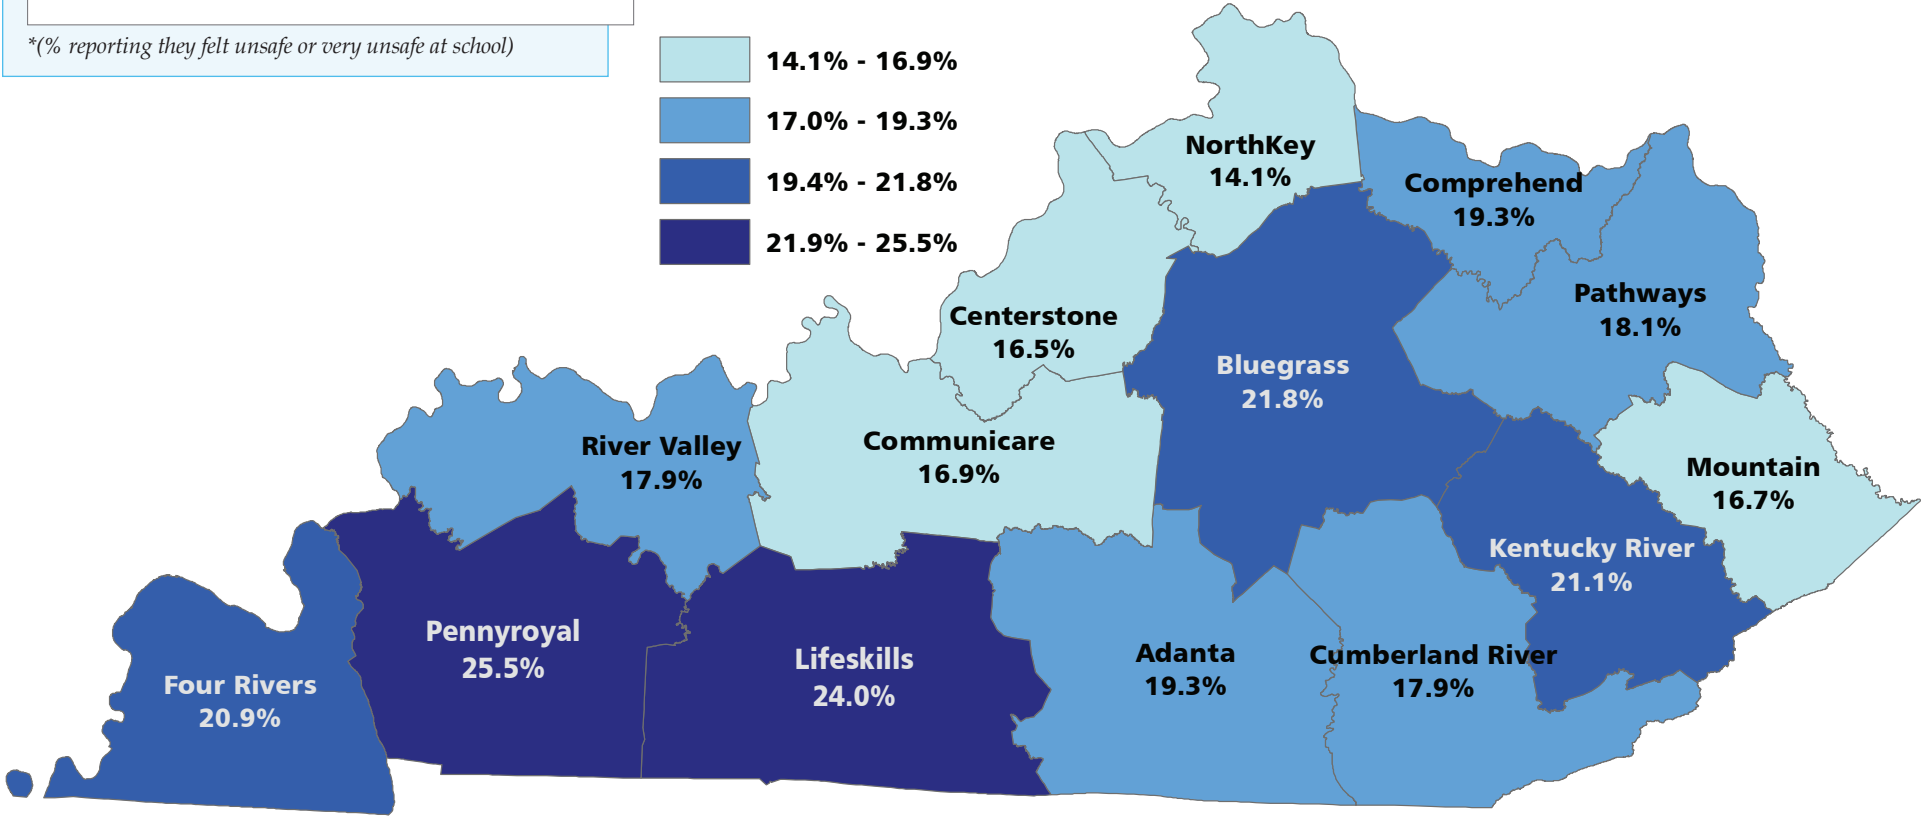 *(% reporting they felt unsafe or very unsafe at school)
14.1% - 16.9%
17.0% - 19.3%
19.4% - 21.8%
21.9% - 25.5%
NorthKey
14.1%
Comprehend
19.3%
Pathways
18.1%
Centerstone
16.5%
Bluegrass
21.8%
River Valley
17.9%
Communicare
16.9%
Mountain
16.7%
Kentucky River
21.1%
Pennyroyal
25.5%
Lifeskills
24.0%
Adanta
19.3%
Cumberland River
17.9%
Four Rivers
20.9%